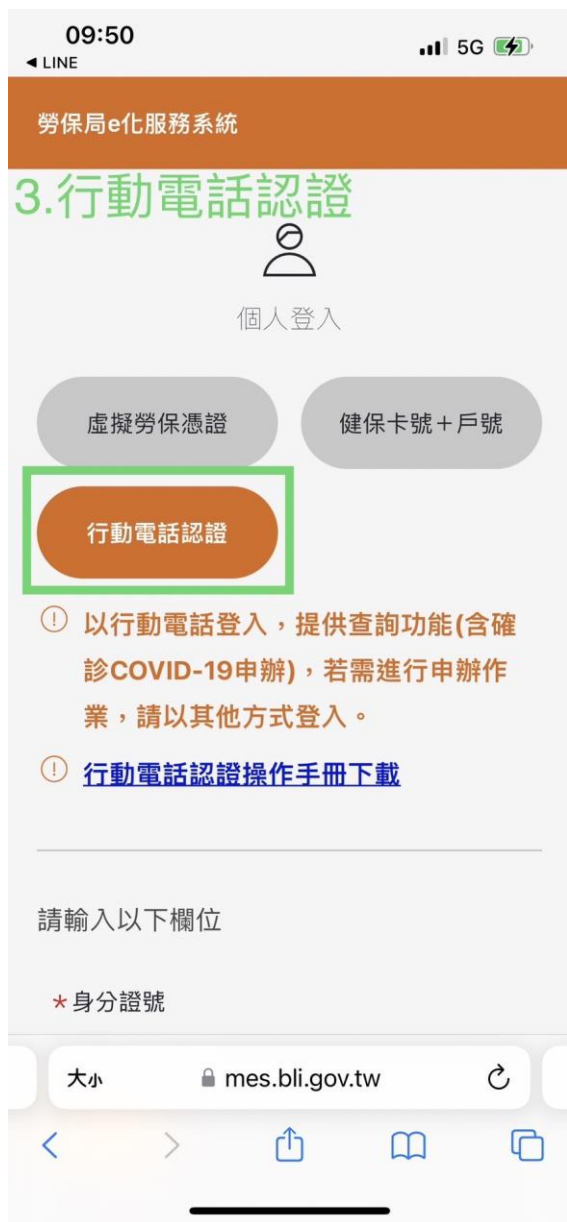 09:50
5G
◀ LINE
勞保局e化服務系統
3.行動電話認證
個人登入
虛擬勞保憑證
健保卡號+戶號
行動電話認證
以行動電話登入，提供查詢功能(含確
診COVID-19申辦)，若需進行申辦作
業，請以其他方式登入。
行動電話認證操作手冊下載
請輸入以下欄位
*身分證號
大小
mes.bli.gov.tw